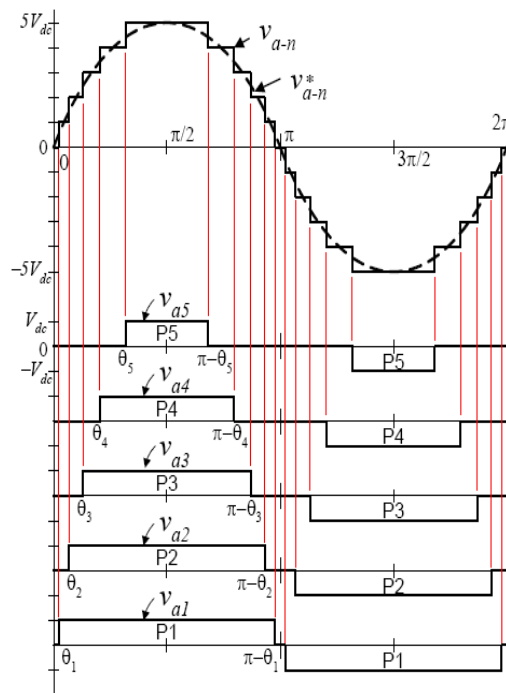 5V_dc
v_a-n
v*_a-n
0
0 π/2 π 3π/2 2π
−5V_dc
V_dc
v_a5
P5
0
θ_5 π−θ_5
−V_dc
P5
v_a4
P4
θ_4 π−θ_4
P4
v_a3
P3
θ_3 π−θ_3
P3
v_a2
P2
θ_2 π−θ_2
P2
v_a1
P1
θ_1 π−θ_1
P1